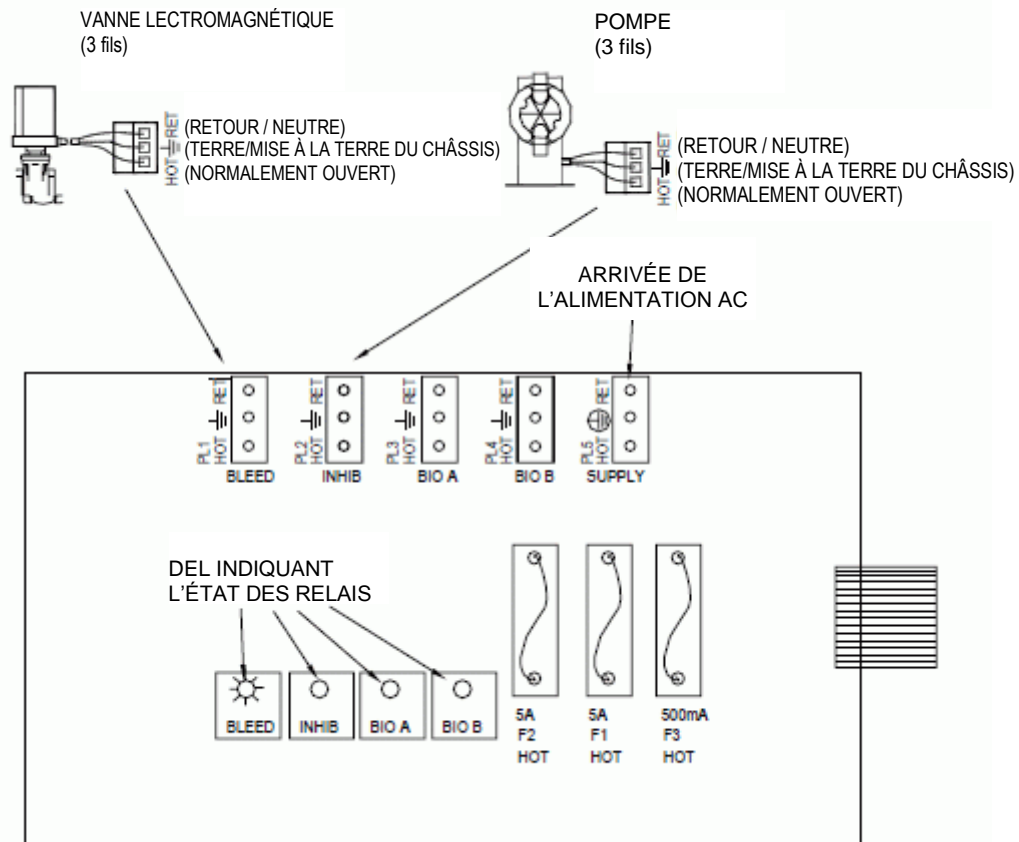 VANNE LECTROMAGNÉTIQUE
(3 fils)
POMPE
(3 fils)
(RETOUR / NEUTRE)
(TERRE/MISE À LA TERRE DU CHÂSSIS)
(NORMALEMENT OUVERT)
HOT RET
(RETOUR / NEUTRE)
(TERRE/MISE À LA TERRE DU CHÂSSIS)
(NORMALEMENT OUVERT)
HOT RET
ARRIVÉE DE
L'ALIMENTATION AC
PL1
HOT RET
BLEED
PL2
HOT RET
INHIB
PL3
HOT RET
BIO A
PL4
HOT RET
BIO B
PL5
HOT RET
SUPPLY
DEL INDIQUANT
L'ÉTAT DES RELAIS
BLEED
INHIB
BIO A
BIO B
5A
F2
HOT
5A
F1
HOT
500mA
F3
HOT